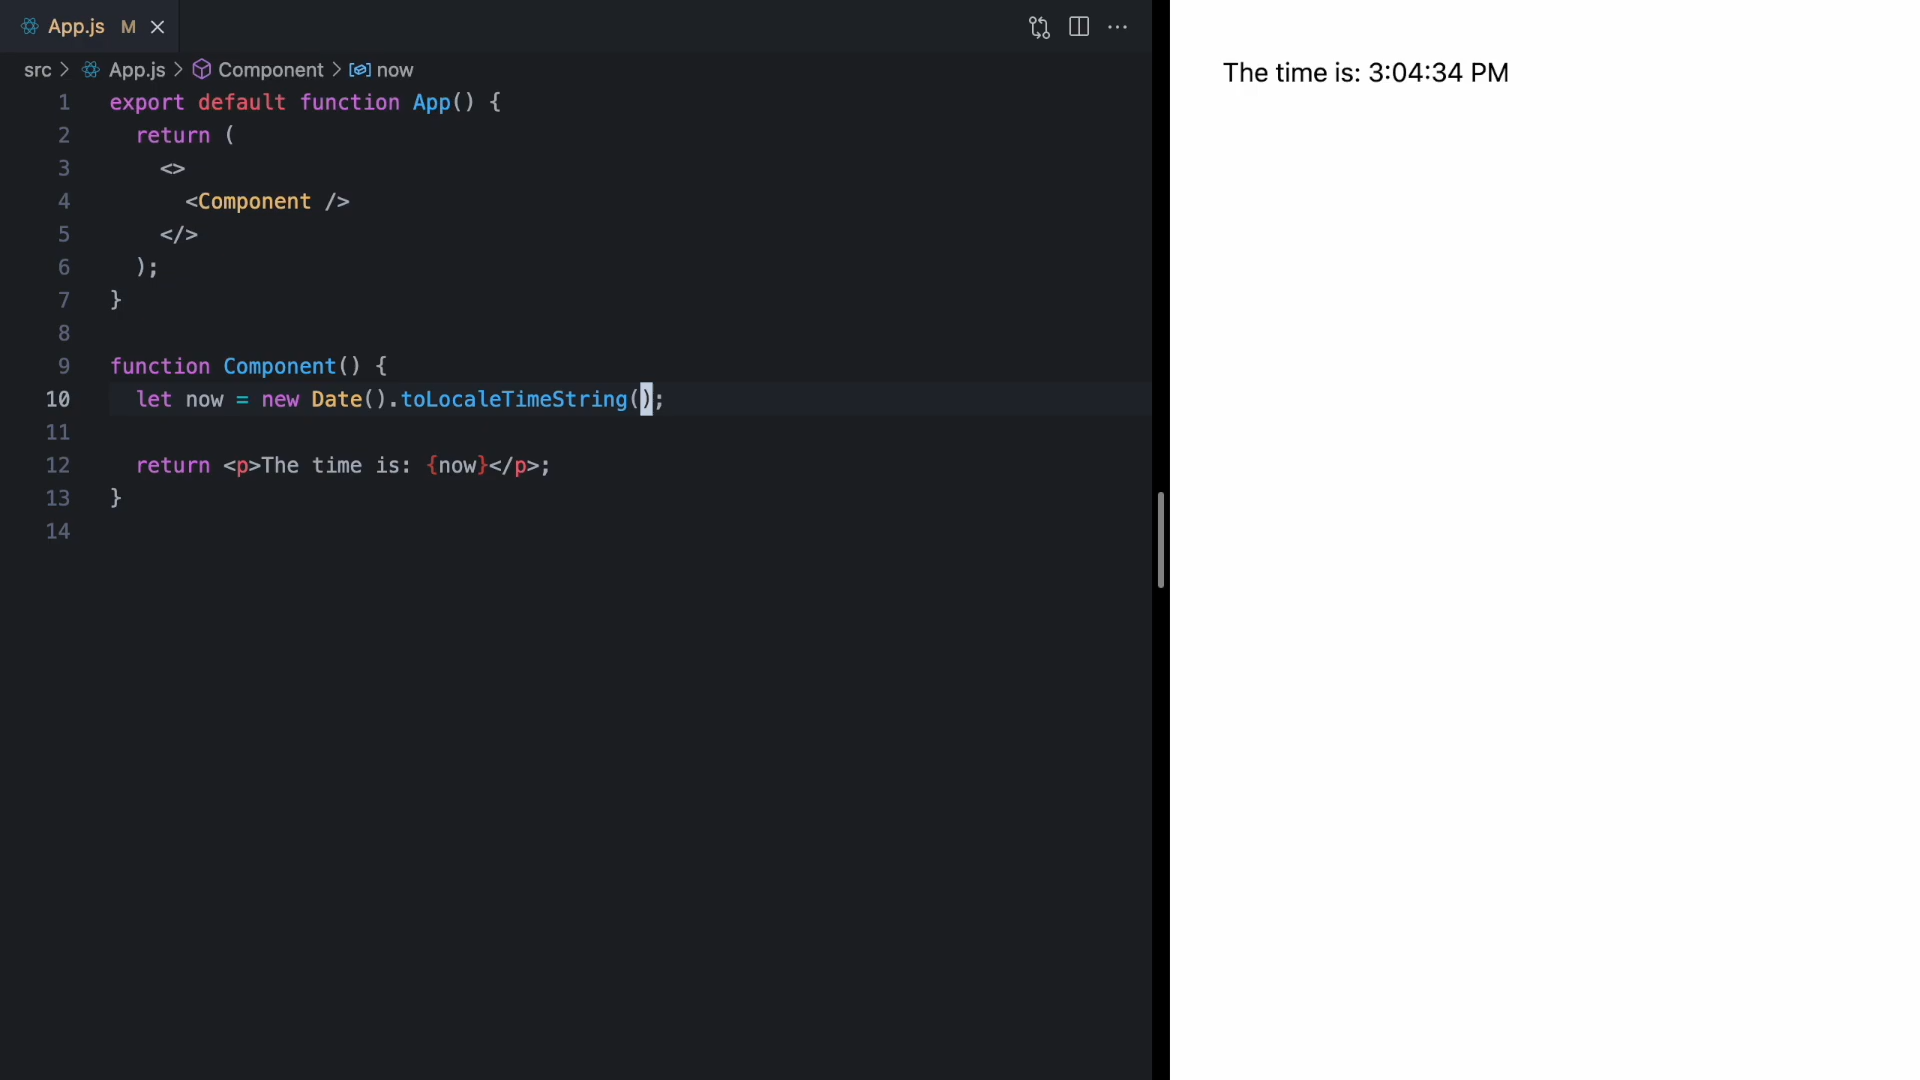 App.js M
src > App.js > Component > now
1 export default function App() {
2   return (
3     <>
4       <Component />
5     </>
6   );
7 }
8
9 function Component() {
10   let now = new Date().toLocaleTimeString();
11
12   return <p>The time is: {now}</p>;
13 }
14
The time is: 3:04:34 PM